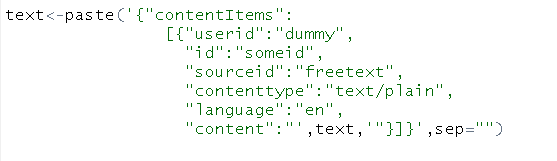 text<-paste('{"contentItems":
[{"userid":"dummy",
"id":"someid",
"sourceid":"freetext",
"contenttype":"text/plain",
"language":"en",
"content":"',text,'"}]}',sep="")